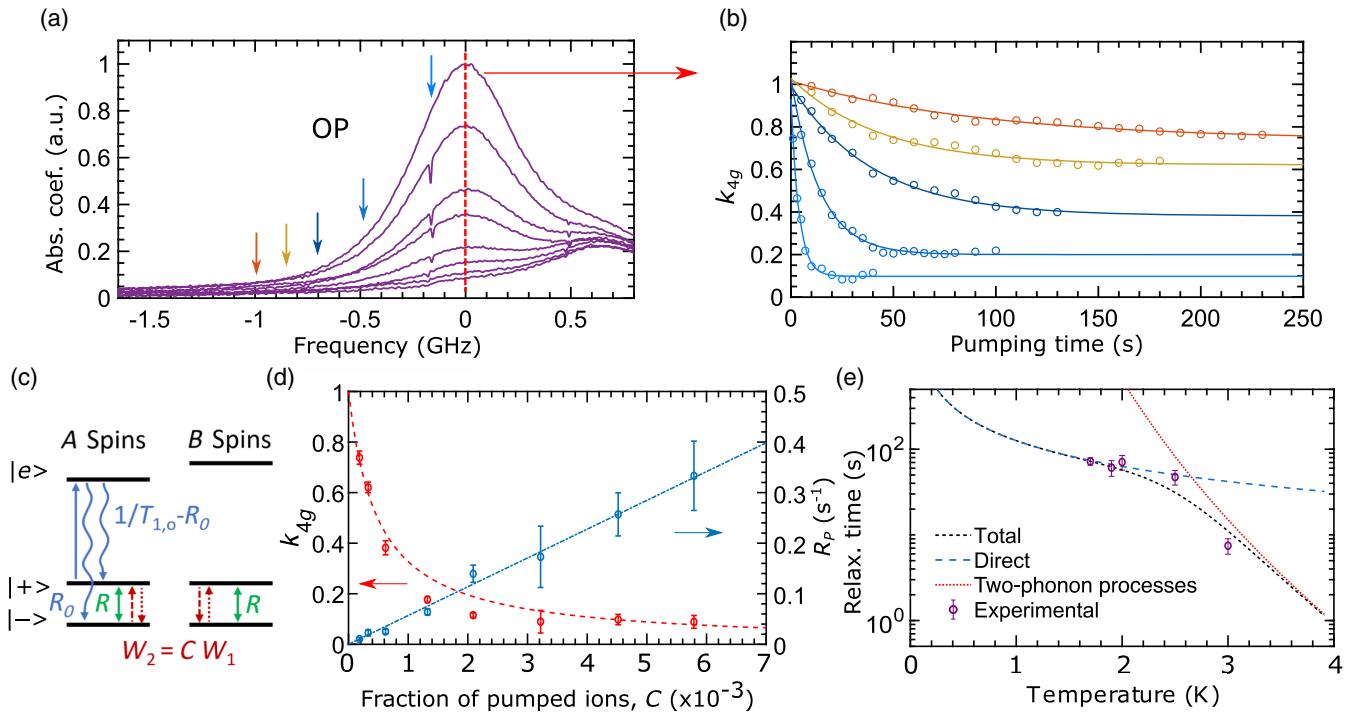 (a)
Abs. coef. (a.u.)
1
0.8
0.6
0.4
0.2
0
OP
-1.5
-1
-0.5
0
0.5
Frequency (GHz)
(b)
k4g
1
0.8
0.6
0.4
0.2
0
0
50
100
150
200
250
Pumping time (s)
(c)
A Spins
B Spins
|e>
1/T1,o-R0
|+>
|−>
R0
R
R
W2 = C W1
(d)
k4g
1
0.8
0.6
0.4
0.2
0
0.5
0.4
0.3
0.2
0.1
0
RP (s⁻¹)
0
1
2
3
4
5
6
7
Fraction of pumped ions, C (x10⁻³)
(e)
Relax. time (s)
10²
10¹
10⁰
Total
Direct
Two-phonon processes
Experimental
0
1
2
3
4
Temperature (K)